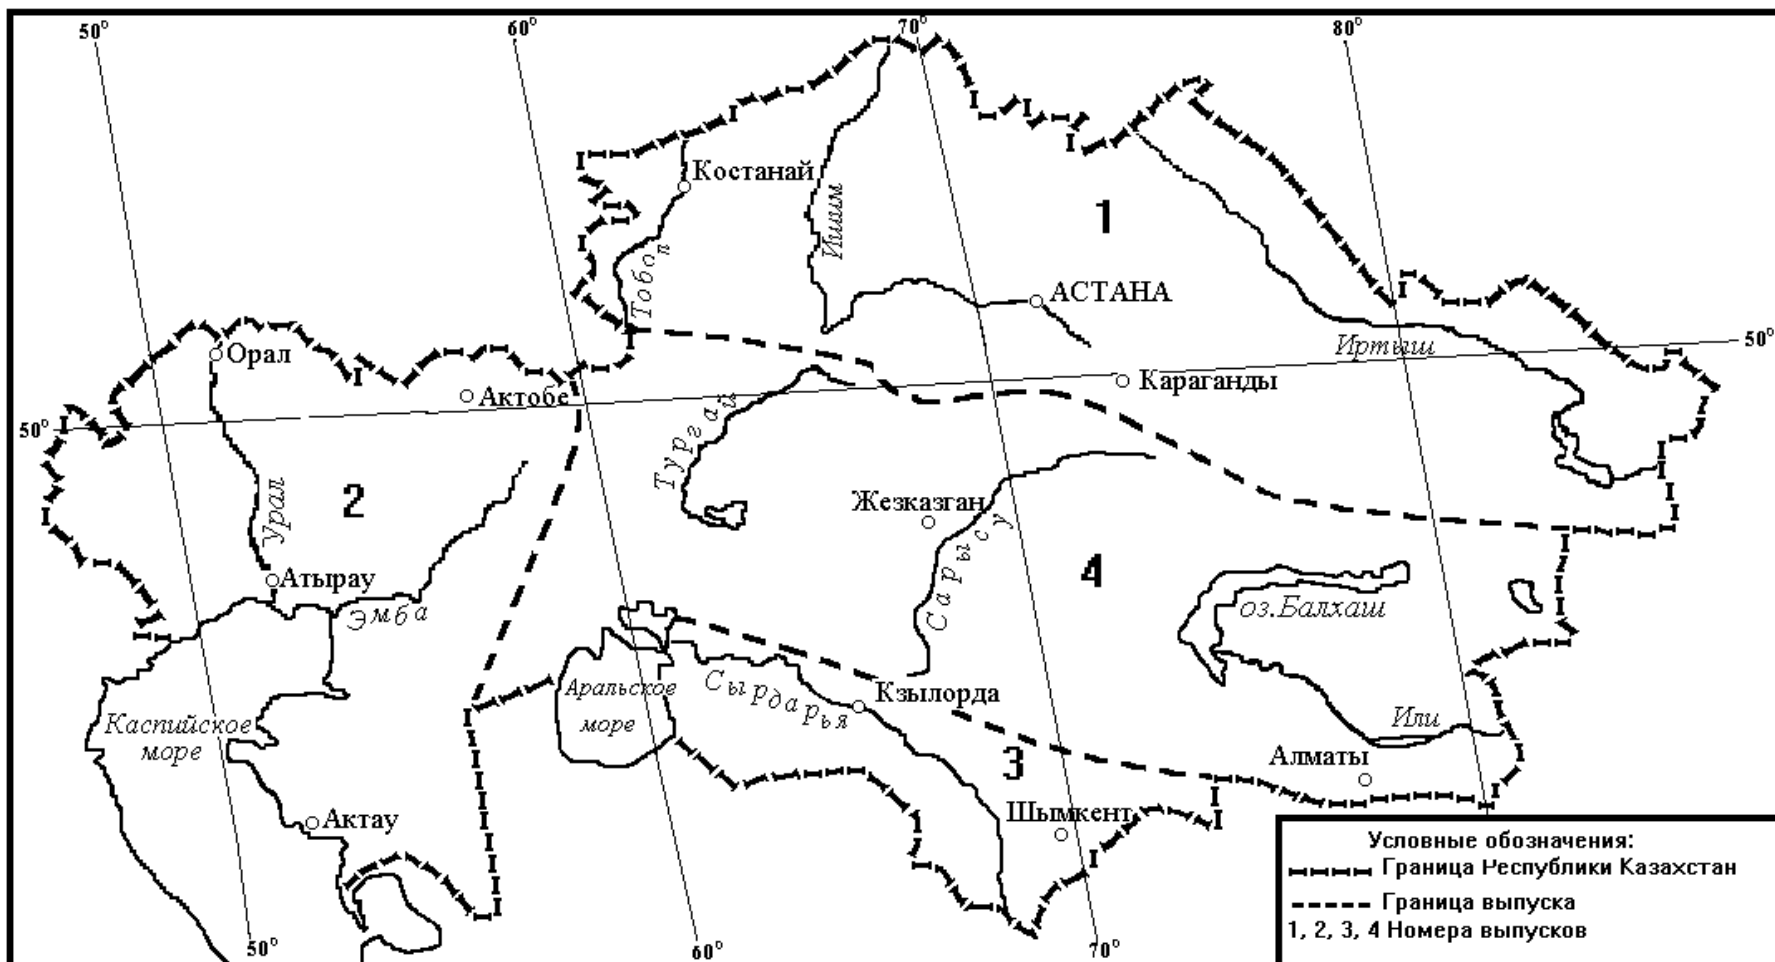 50°
60°
70°
80°
Костанай
Тобол
Ишим
1
АСТАНА
Иртыш
50°
Орал
Актобе
Караганды
50°
Тургай
2
Урал
Жезказган
Сарысу
4
Атырау
Эмба
оз.Балхаш
Каспийское
море
Аральское
море
Сырдарья
Кзылорда
Или
3
Алматы
Актау
Шымкент
50°
60°
70°
Условные обозначения:
Граница Республики Казахстан
Граница выпуска
1, 2, 3, 4 Номера выпусков